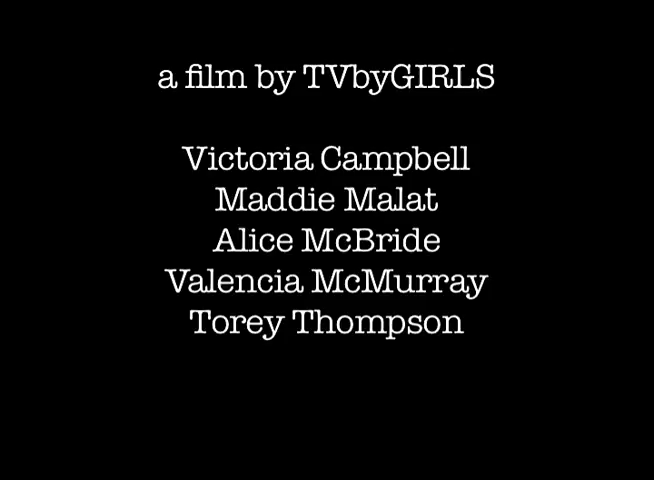 a film by TVbyGIRLS
Victoria Campbell
Maddie Malat
Alice McBride
Valencia McMurray
Torey Thompson